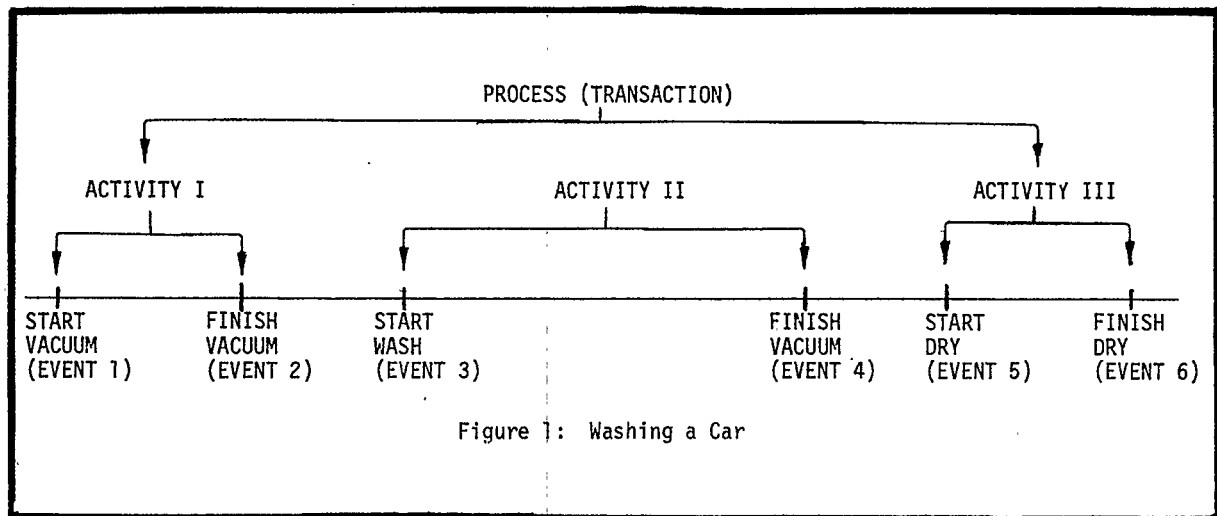 PROCESS (TRANSACTION)
ACTIVITY I
ACTIVITY II
ACTIVITY III
START
VACUUM
(EVENT 1)
FINISH
VACUUM
(EVENT 2)
START
WASH
(EVENT 3)
FINISH
VACUUM
(EVENT 4)
START
DRY
(EVENT 5)
FINISH
DRY
(EVENT 6)
Figure 1: Washing a Car